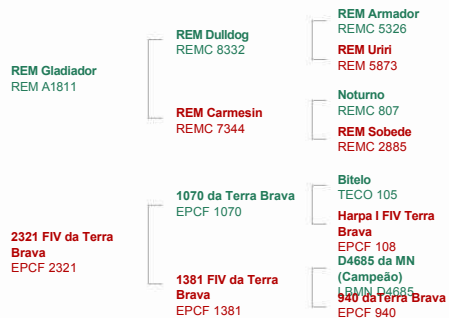 REM Armador
REMC 5326
REM Dulldog
REMC 8332
REM Uriri
REM 5873
REM Gladiador
REM A1811
Noturno
REMC 807
REM Carmesin
REMC 7344
REM Sobede
REMC 2885
Bitelo
TECO 105
1070 da Terra Brava
EPCF 1070
Harpa I FIV Terra
Brava
EPCF 108
2321 FIV da Terra
Brava
EPCF 2321
D4685 da MN
(Campeão)
LBMN D4685
1381 FIV da Terra
Brava
EPCF 1381
940 daTerra Brava
EPCF 940